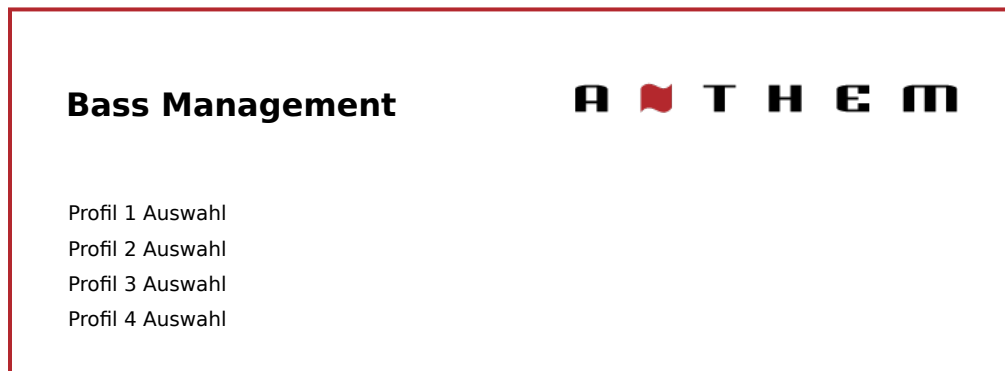 Bass Management
ANTHEM
Profil 1 Auswahl
Profil 2 Auswahl
Profil 3 Auswahl
Profil 4 Auswahl